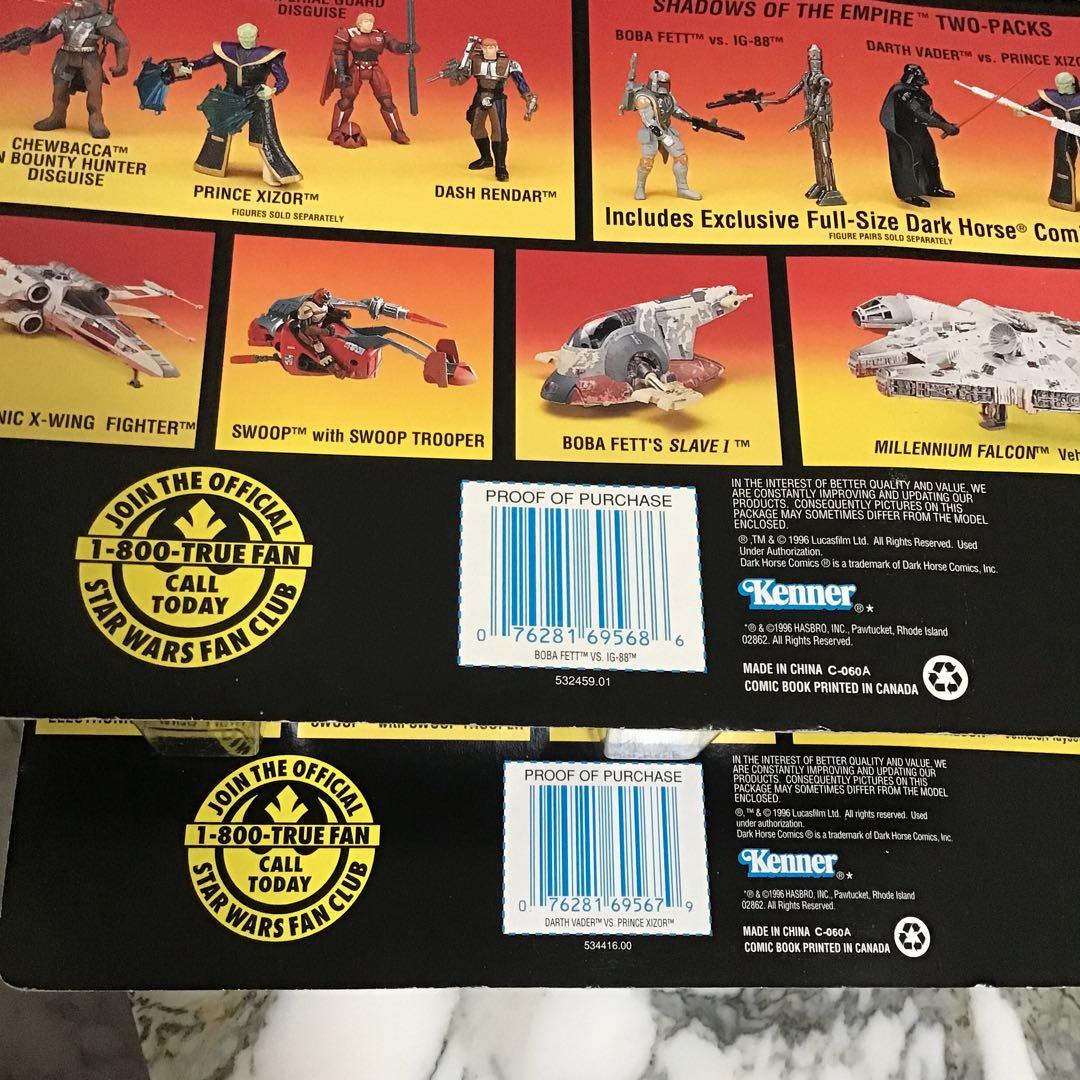 DISGUISE
CHEWBACCA™
BOUNTY HUNTER
DISGUISE
PRINCE XIZOR™
FIGURES SOLD SEPARATELY
DASH RENDAR™
SHADOWS OF THE EMPIRE™ TWO-PACKS
BOBA FETT™ vs. IG-88™
DARTH VADER™ vs. PRINCE XIZO
Includes Exclusive Full-Size Dark Horse® Com
FIGURE PAIRS SOLD SEPARATELY
NIC X-WING FIGHTER™
SWOOP™ with SWOOP TROOPER
BOBA FETT'S SLAVE I™
MILLENNIUM FALCON™ Veh
JOIN THE OFFICIAL
1-800-TRUE FAN
CALL
TODAY
STAR WARS FAN CLUB
PROOF OF PURCHASE
0 76281 69568 6
BOBA FETT™ VS. IG-88™
532459.01
IN THE INTEREST OF BETTER QUALITY AND VALUE, WE
ARE CONSTANTLY IMPROVING AND UPDATING OUR
PRODUCTS. CONSEQUENTLY PICTURES ON THIS
PACKAGE MAY SOMETIMES DIFFER FROM THE MODEL
ENCLOSED.
®,TM & © 1996 Lucasfilm Ltd. All Rights Reserved. Used
Under Authorization.
Dark Horse Comics ® is a trademark of Dark Horse Comics, Inc.
Kenner®*
*® & ©1996 HASBRO, INC., Pawtucket, Rhode Island
02862. All Rights Reserved.
MADE IN CHINA C-060A
COMIC BOOK PRINTED IN CANADA
JOIN THE OFFICIAL
1-800-TRUE FAN
CALL
TODAY
STAR WARS FAN CLUB
PROOF OF PURCHASE
0 76281 69567 9
DARTH VADER™ VS. PRINCE XIZOR™
534416.00
IN THE INTEREST OF BETTER QUALITY AND VALUE, WE
ARE CONSTANTLY IMPROVING AND UPDATING OUR
PRODUCTS. CONSEQUENTLY PICTURES ON THIS
PACKAGE MAY SOMETIMES DIFFER FROM THE MODEL
ENCLOSED.
®,™ & © 1996 Lucasfilm Ltd. All rights reserved. Used
under authorization.
Dark Horse Comics ® is a trademark of Dark Horse Comics, Inc.
Kenner®*
*® & ©1996 HASBRO, INC., Pawtucket, Rhode Island
02862. All Rights Reserved.
MADE IN CHINA C-060A
COMIC BOOK PRINTED IN CANADA